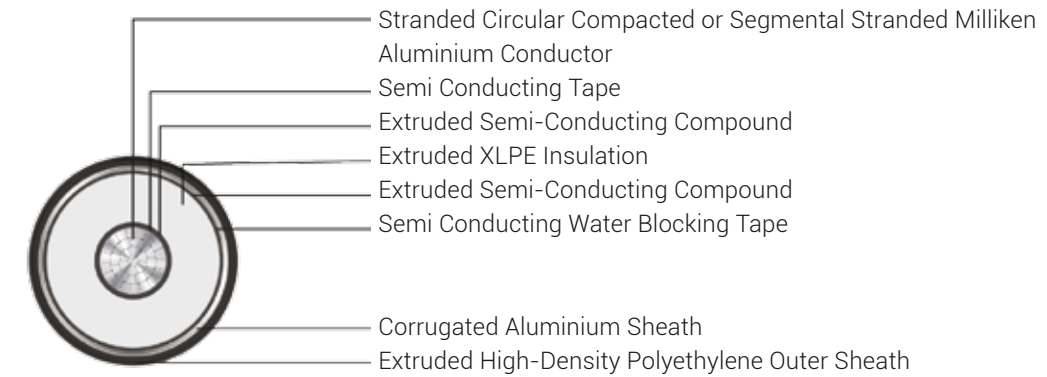 Stranded Circular Compacted or Segmental Stranded Milliken
Aluminium Conductor
Semi Conducting Tape
Extruded Semi-Conducting Compound
Extruded XLPE Insulation
Extruded Semi-Conducting Compound
Semi Conducting Water Blocking Tape
Corrugated Aluminium Sheath
Extruded High-Density Polyethylene Outer Sheath